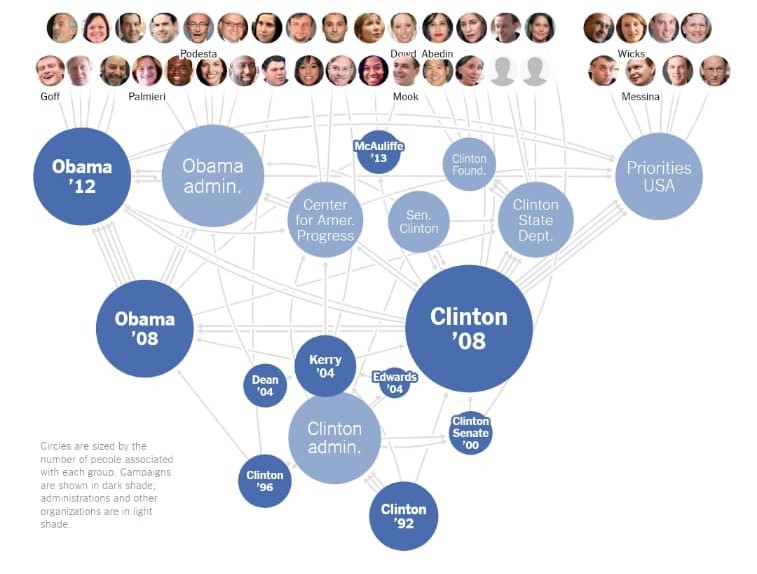 Podesta
Dowd Abedin
Wicks
Goff
Palmieri
Mook
Messina
Obama
’12
Obama
admin.
McAuliffe
’13
Clinton
Found.
Priorities
USA
Center
for Amer.
Progress
Sen.
Clinton
Clinton
State
Dept.
Obama
’08
Clinton
’08
Kerry
’04
Dean
’04
Edwards
’04
Clinton
admin.
Clinton
Senate
’00
Clinton
’96
Clinton
’92
Circles are sized by the
number of people associated
with each group. Campaigns
are shown in dark shade;
administrations and other
organizations are in light
shade.